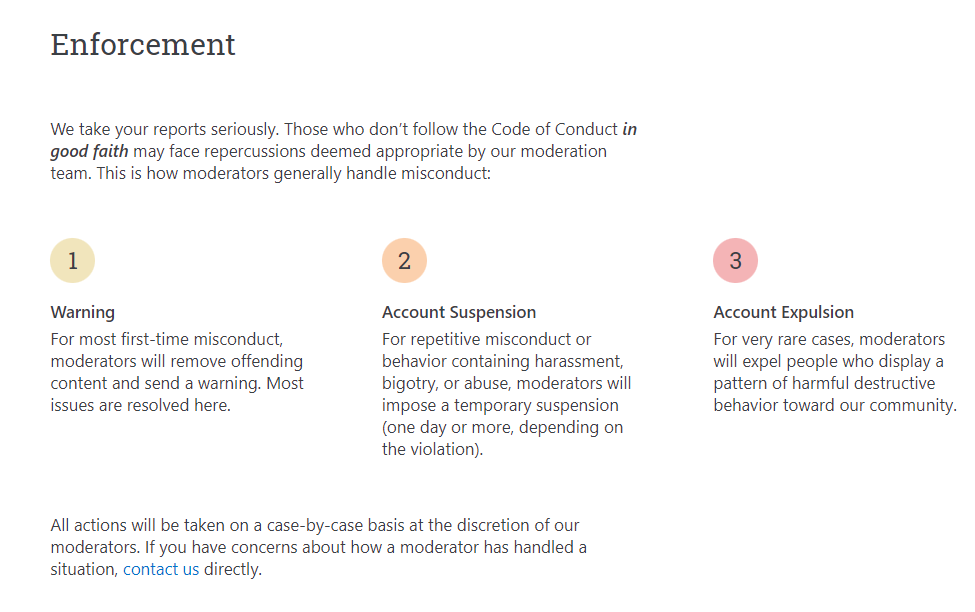 Enforcement
We take your reports seriously. Those who don’t follow the Code of Conduct in
good faith may face repercussions deemed appropriate by our moderation
team. This is how moderators generally handle misconduct:
1
Warning
For most first-time misconduct,
moderators will remove offending
content and send a warning. Most
issues are resolved here.
2
Account Suspension
For repetitive misconduct or
behavior containing harassment,
bigotry, or abuse, moderators will
impose a temporary suspension
(one day or more, depending on
the violation).
3
Account Expulsion
For very rare cases, moderators
will expel people who display a
pattern of harmful destructive
behavior toward our community.
All actions will be taken on a case-by-case basis at the discretion of our
moderators. If you have concerns about how a moderator has handled a
situation, contact us directly.